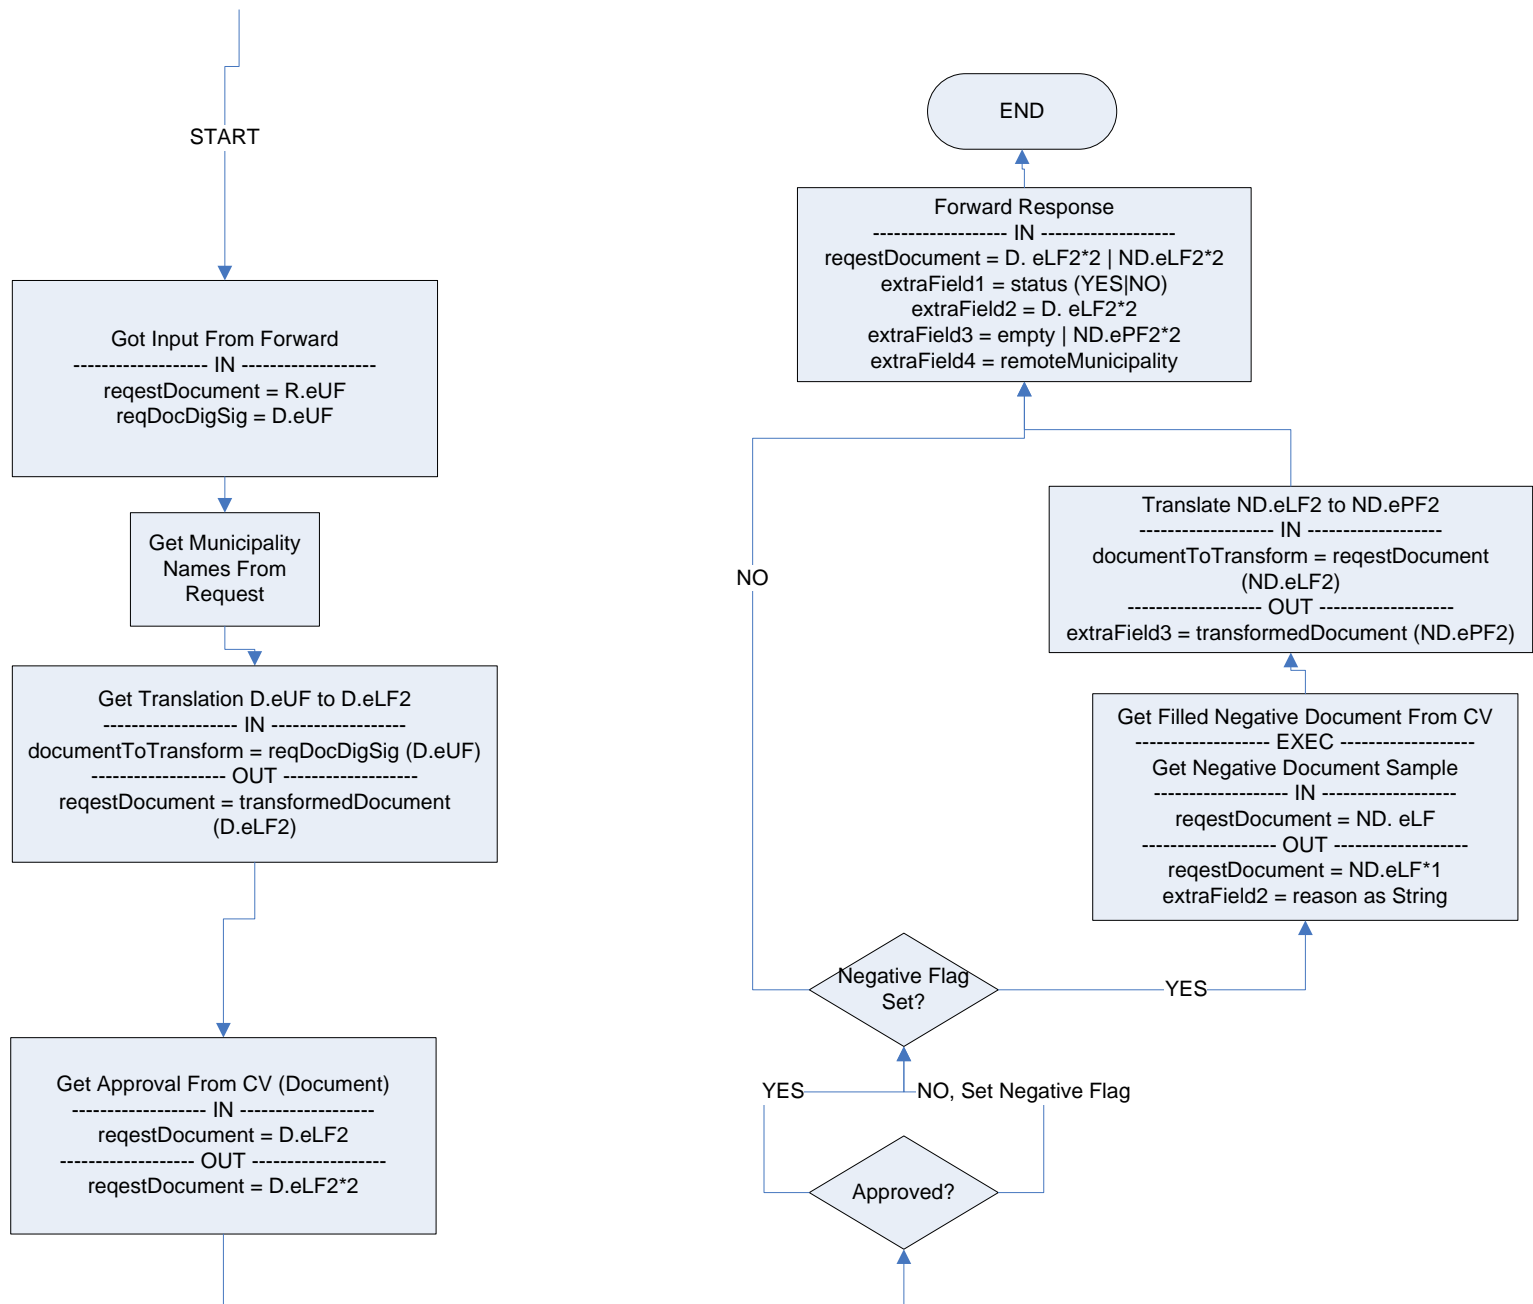 START
Got Input From Forward
------------------- IN -------------------
reqestDocument = R.eUF
reqDocDigSig = D.eUF
Get Municipality
Names From
Request
Get Translation D.eUF to D.eLF2
------------------- IN -------------------
documentToTransform = reqDocDigSig (D.eUF)
------------------- OUT -------------------
reqestDocument = transformedDocument
(D.eLF2)
Get Approval From CV (Document)
------------------- IN -------------------
reqestDocument = D.eLF2
------------------- OUT -------------------
reqestDocument = D.eLF2*2
END
Forward Response
------------------- IN -------------------
reqestDocument = D. eLF2*2 | ND.eLF2*2
extraField1 = status (YES|NO)
extraField2 = D. eLF2*2
extraField3 = empty | ND.ePF2*2
extraField4 = remoteMunicipality
Translate ND.eLF2 to ND.ePF2
------------------- IN -------------------
documentToTransform = reqestDocument
(ND.eLF2)
------------------- OUT -------------------
extraField3 = transformedDocument (ND.ePF2)
NO
Get Filled Negative Document From CV
------------------- EXEC -------------------
Get Negative Document Sample
------------------- IN -------------------
reqestDocument = ND. eLF
------------------- OUT -------------------
reqestDocument = ND.eLF*1
extraField2 = reason as String
Negative Flag
Set?
YES
YES
NO, Set Negative Flag
Approved?